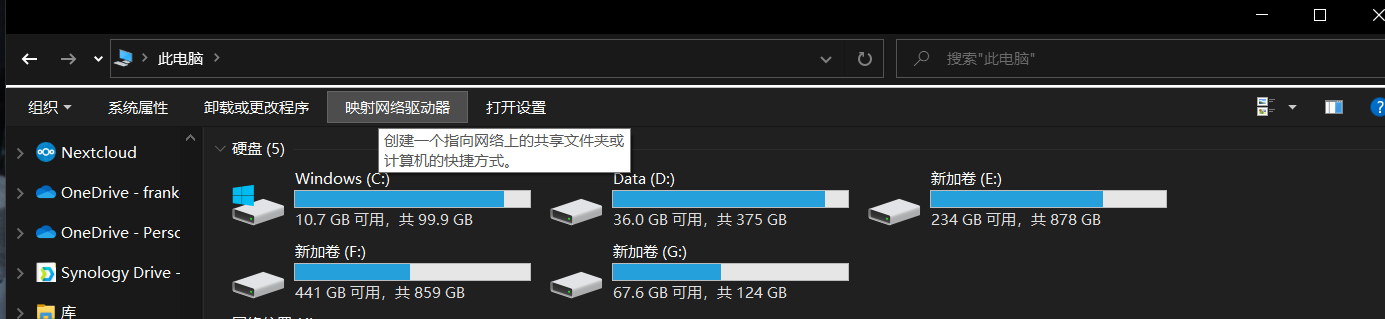 此电脑
搜索"此电脑"
组织 系统属性 卸载或更改程序 映射网络驱动器 打开设置
创建一个指向网络上的共享文件夹或
计算机的快捷方式。
Nextcloud
OneDrive - frank
OneDrive - Perso
Synology Drive -
库
硬盘 (5)
Windows (C:)
10.7 GB 可用，共 99.9 GB
Data (D:)
36.0 GB 可用，共 375 GB
新加卷 (E:)
234 GB 可用，共 878 GB
新加卷 (F:)
441 GB 可用，共 859 GB
新加卷 (G:)
67.6 GB 可用，共 124 GB